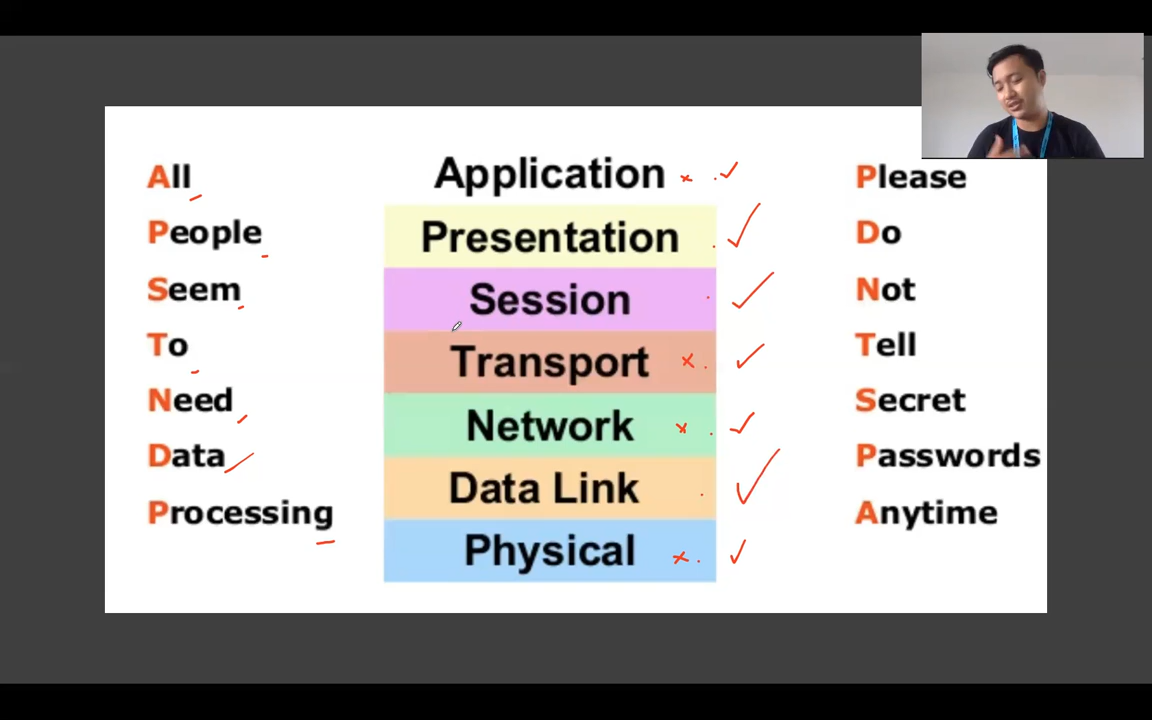 All
Application
Please
People
Presentation
Do
Seem
Session
Not
To
Transport
Tell
Need
Network
Secret
Data
Data Link
Passwords
Processing
Physical
Anytime